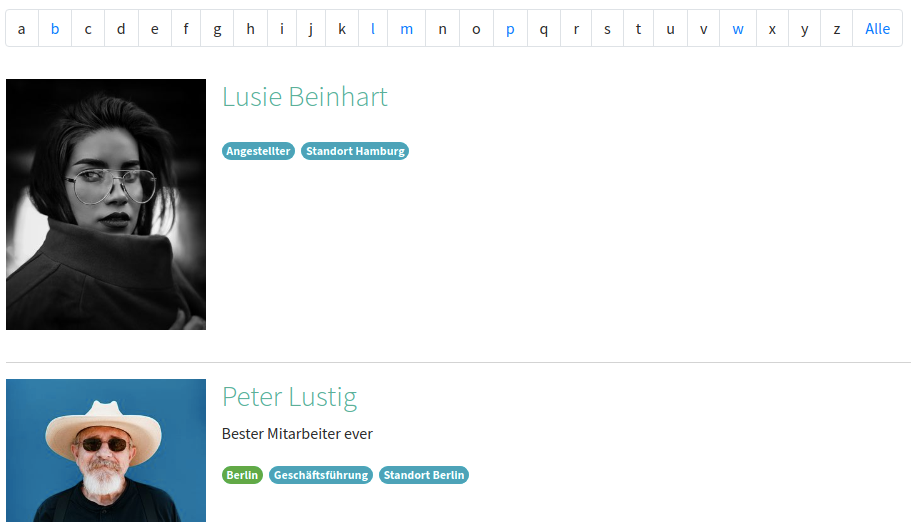 a b c d e f g h i j k l m n o p q r s t u v w x y z Alle
Lusie Beinhart
Angestellter Standort Hamburg
Peter Lustig
Bester Mitarbeiter ever
Berlin Geschäftsführung Standort Berlin